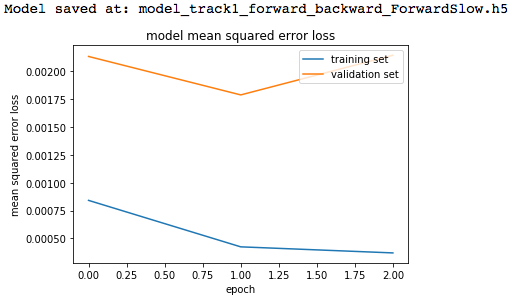 Model saved at: model_track1_forward_backward_ForwardSlow.h5
model mean squared error loss
training set
validation set
mean squared error loss
0.00200
0.00175
0.00150
0.00125
0.00100
0.00075
0.00050
0.00 0.25 0.50 0.75 1.00 1.25 1.50 1.75 2.00
epoch